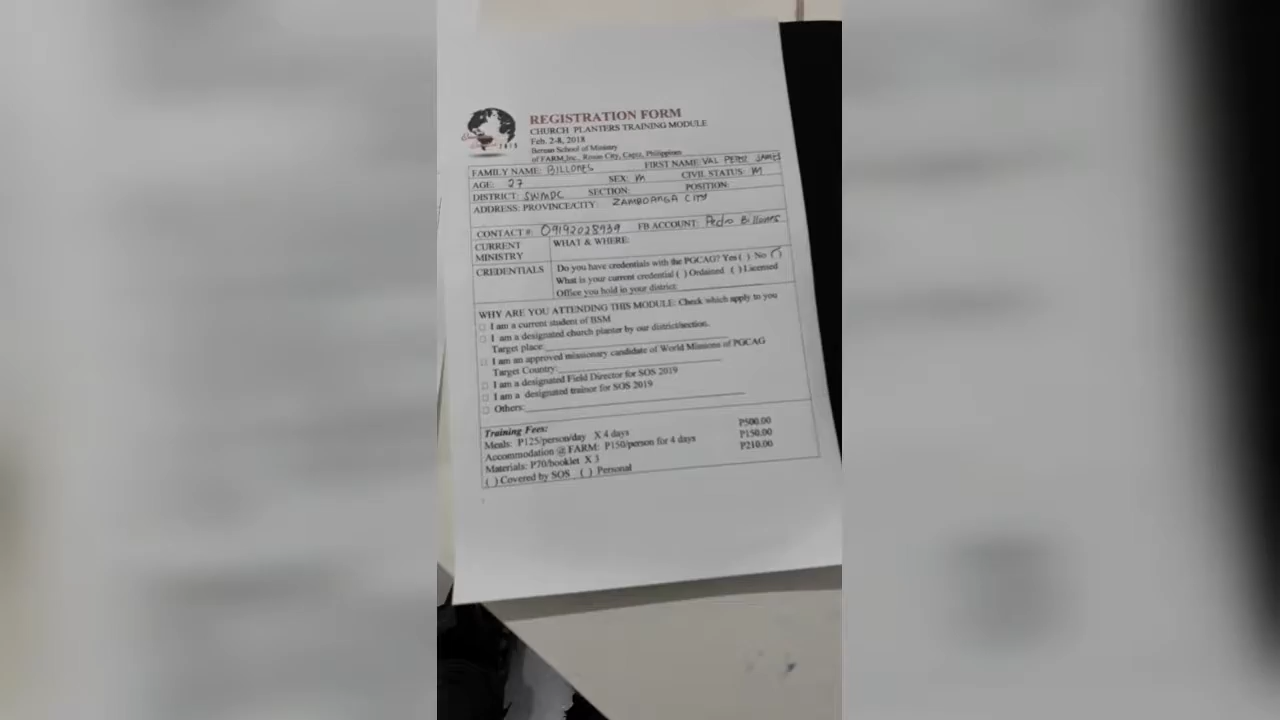 REGISTRATION FORM
CHURCH PLANTERS TRAINING MODULE
Feb. 2-8, 2018
Berean School of Ministry
of FARM,Inc., Roxas City, Capiz, Philippines
2019
FAMILY NAME: BILLONES FIRST NAME: VAL PETER JAMES
AGE: 27 SEX: M CIVIL STATUS: M
DISTRICT: SWMDC SECTION: POSITION:
ADDRESS: PROVINCE/CITY: ZAMBOANGA CITY
CONTACT #: 09192028939 FB ACCOUNT: Pedro Billones
CURRENT MINISTRY WHAT & WHERE:
CREDENTIALS Do you have credentials with the PGCAG? Yes ( ) No ( )
What is your current credential ( ) Ordained ( ) Licensed
Office you hold in your district:
WHY ARE YOU ATTENDING THIS MODULE: Check which apply to you
□ I am a current student of BSM
□ I am a designated church planter by our district/section.
Target place:
□ I am an approved missionary candidate of World Missions of PGCAG
Target Country:
□ I am a designated Field Director for SOS 2019
□ I am a designated trainor for SOS 2019
□ Others:
Training Fees:
Meals: P125/person/day X 4 days P500.00
Accommodation @ FARM: P150/person for 4 days P150.00
Materials: P70/booklet X 3 P210.00
( ) Covered by SOS ( ) Personal